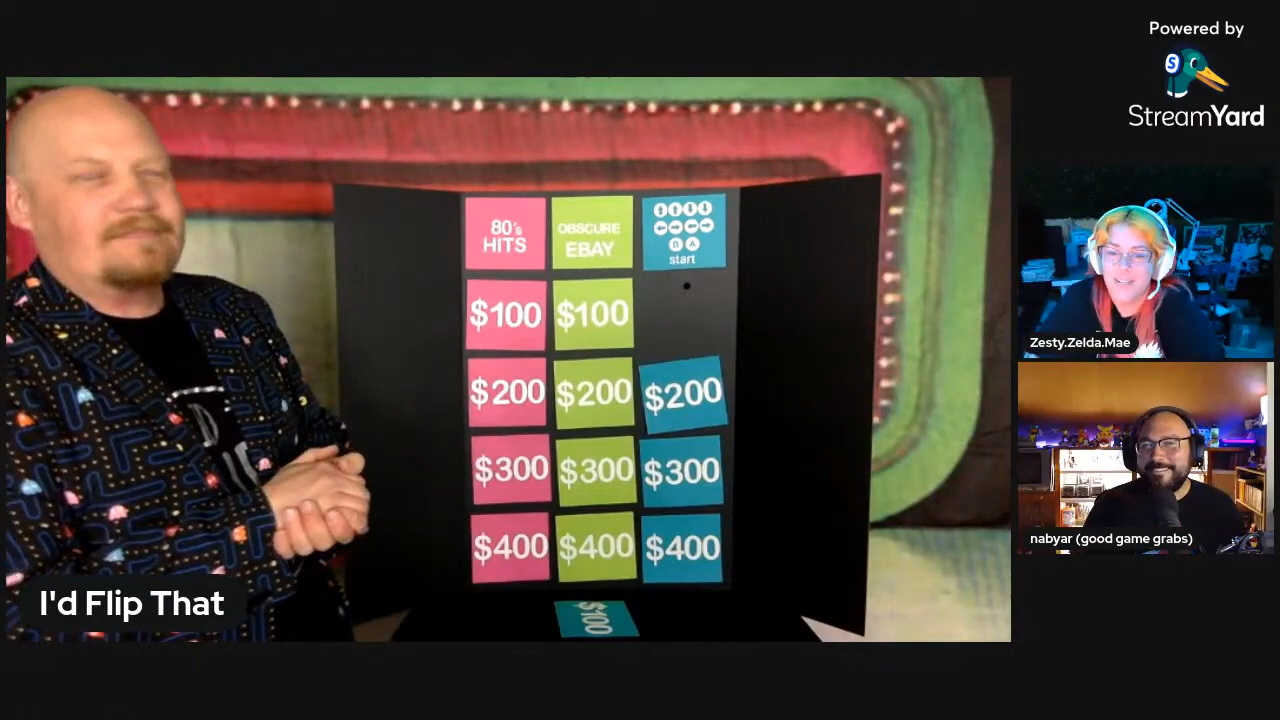 Powered by
S
StreamYard
80's
HITS
OBSCURE
EBAY
B A
start
$100
$100
$200
$200
$200
$300
$300
$300
$400
$400
$400
$100
I'd Flip That
Zesty.Zelda.Mae
nabyar (good game grabs)